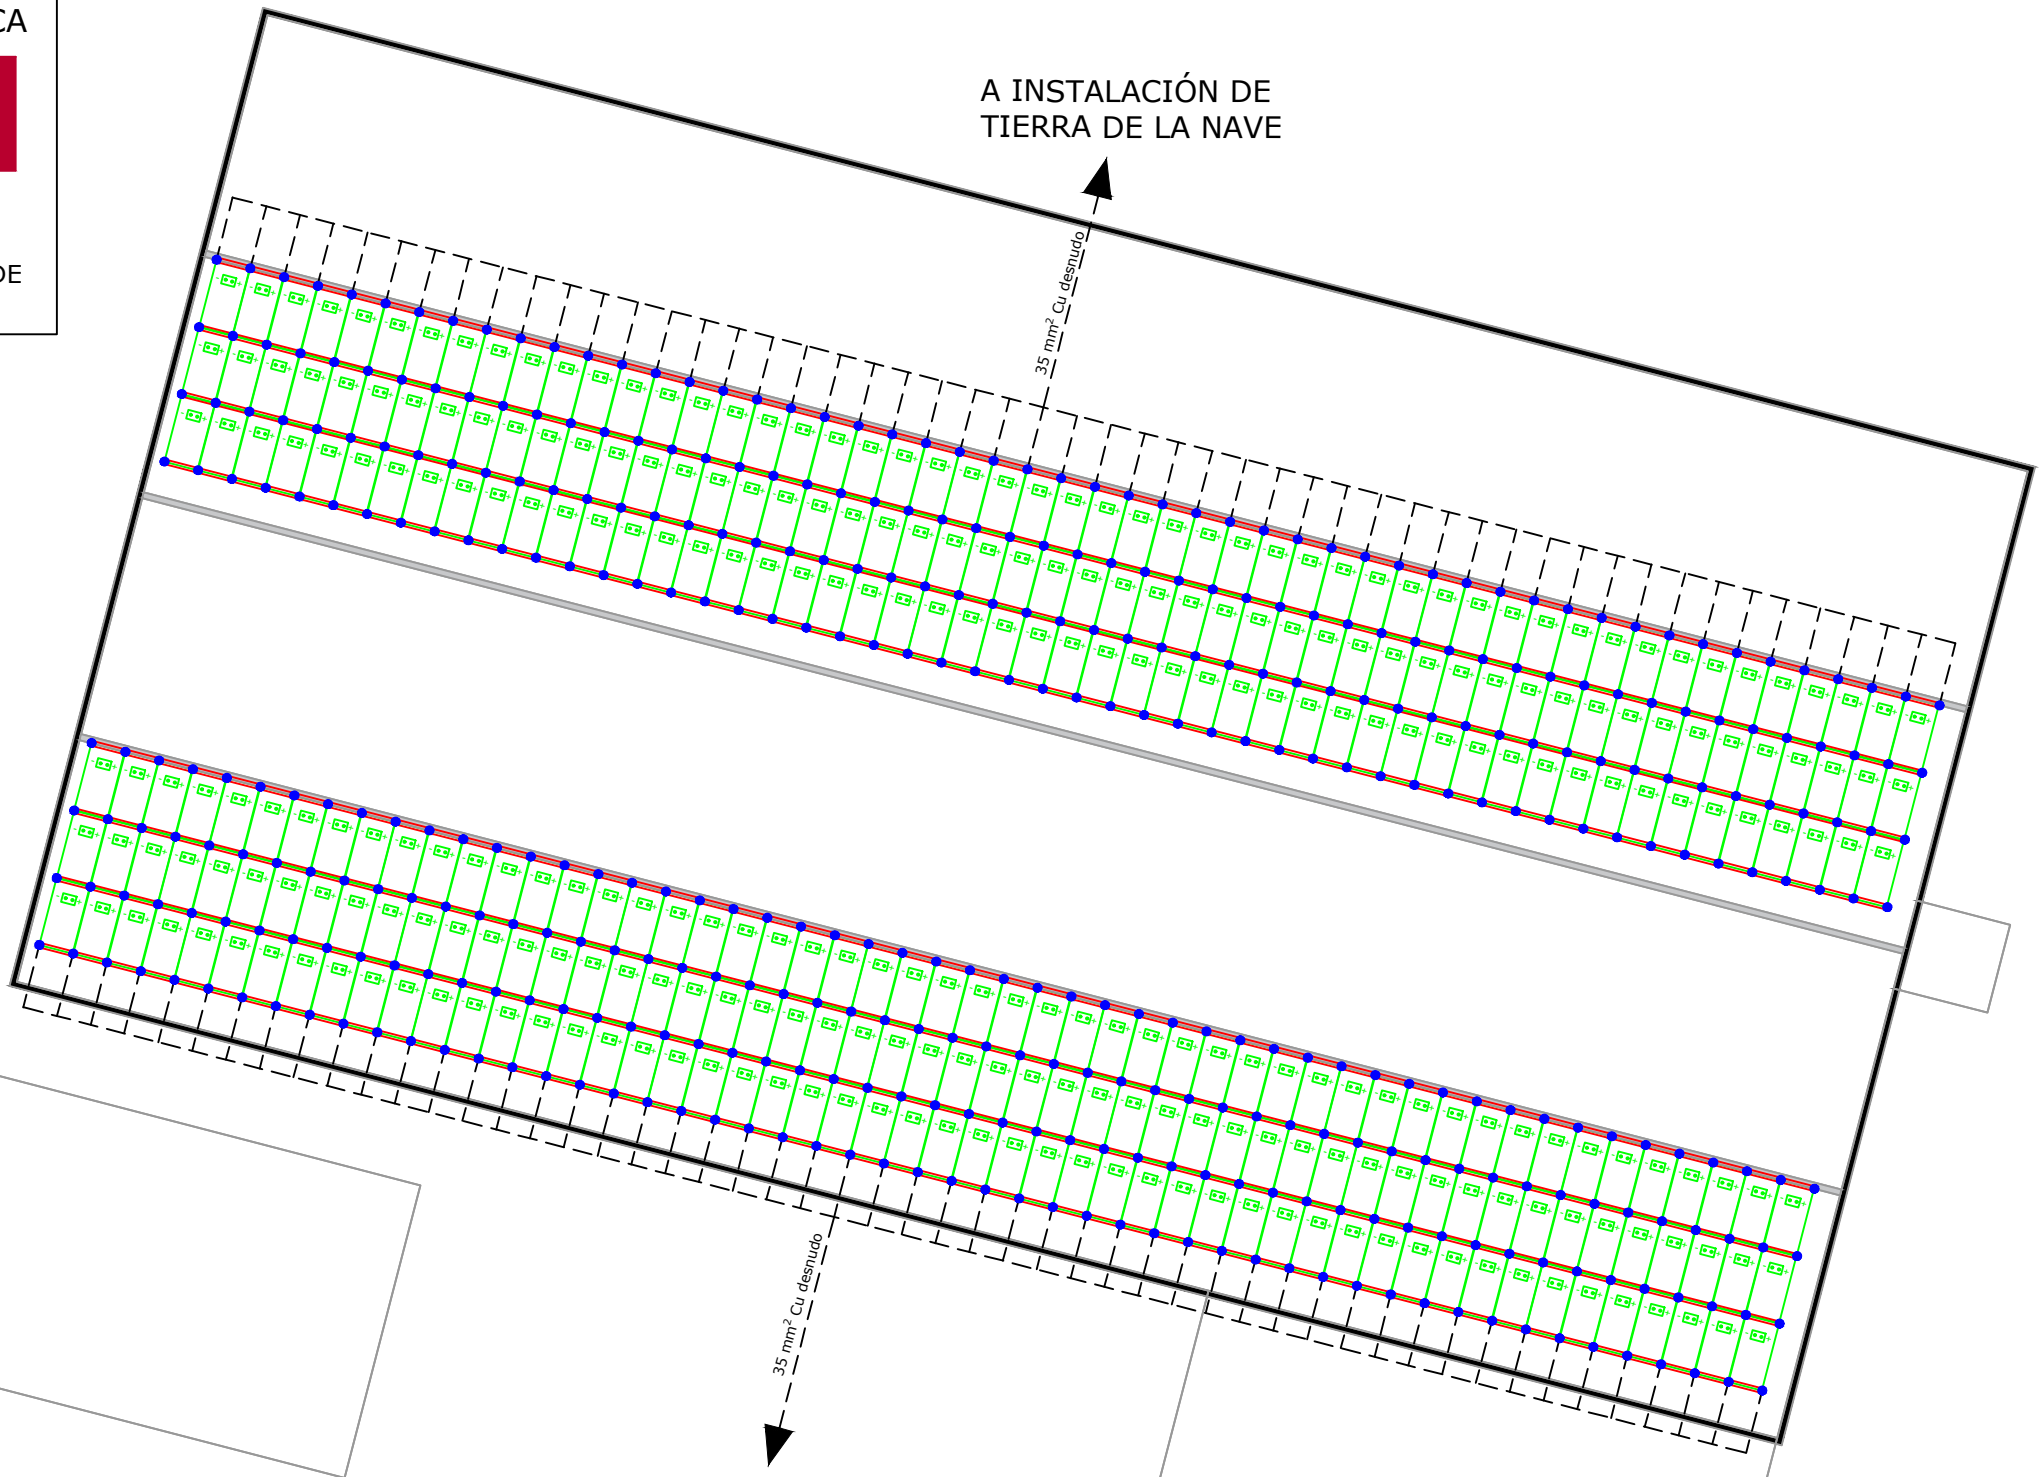 CA
DE
A INSTALACIÓN DE
TIERRA DE LA NAVE
35 mm² Cu desnudo
35 mm² Cu desnudo